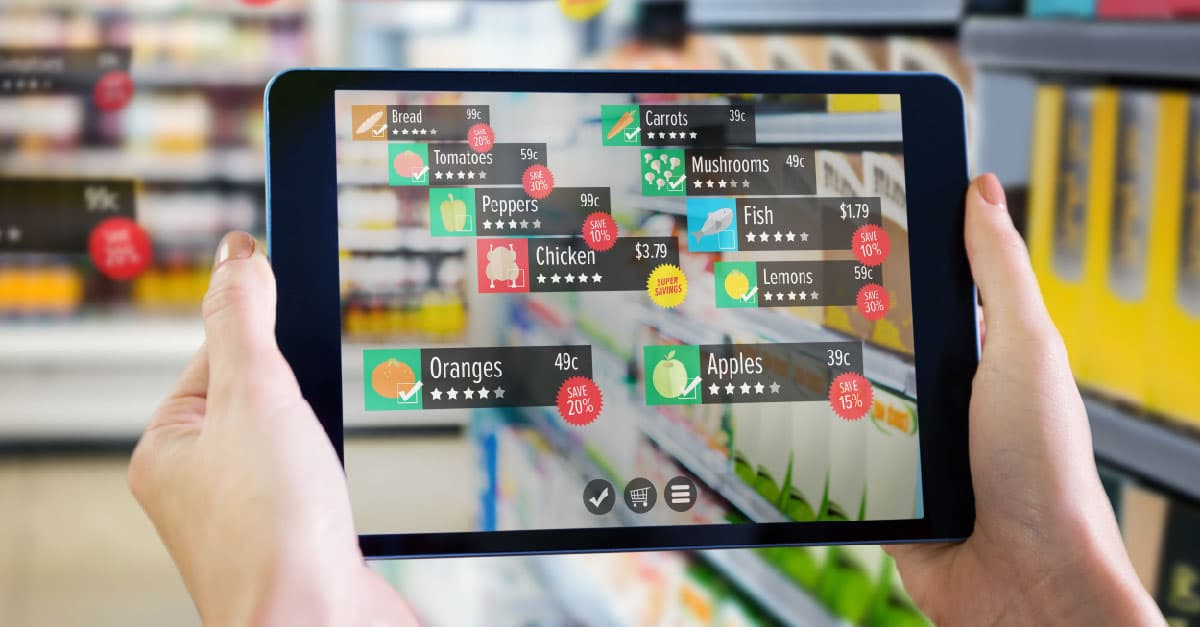 Bread 99c
SAVE
20%
Tomatoes 59c
SAVE
30%
Peppers 99c
SAVE
10%
Chicken $3.79
SUPER
SAVINGS
Carrots 39c
Mushrooms 49c
Fish $1.79
SAVE
10%
Lemons 59c
SAVE
30%
Oranges 49c
SAVE
20%
Apples 39c
SAVE
15%
99c
SAVE
20%